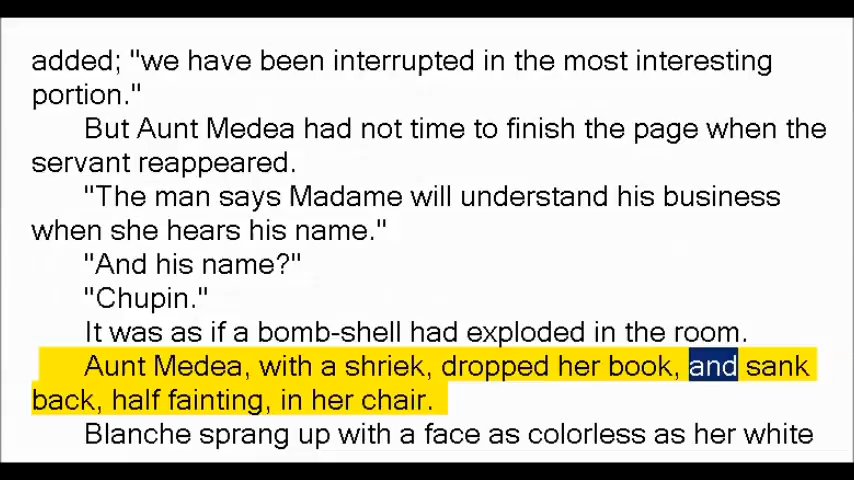 added; "we have been interrupted in the most interesting
portion."
But Aunt Medea had not time to finish the page when the
servant reappeared.
"The man says Madame will understand his business
when she hears his name."
"And his name?"
"Chupin."
It was as if a bomb-shell had exploded in the room.
Aunt Medea, with a shriek, dropped her book, and sank
back, half fainting, in her chair.
Blanche sprang up with a face as colorless as her white